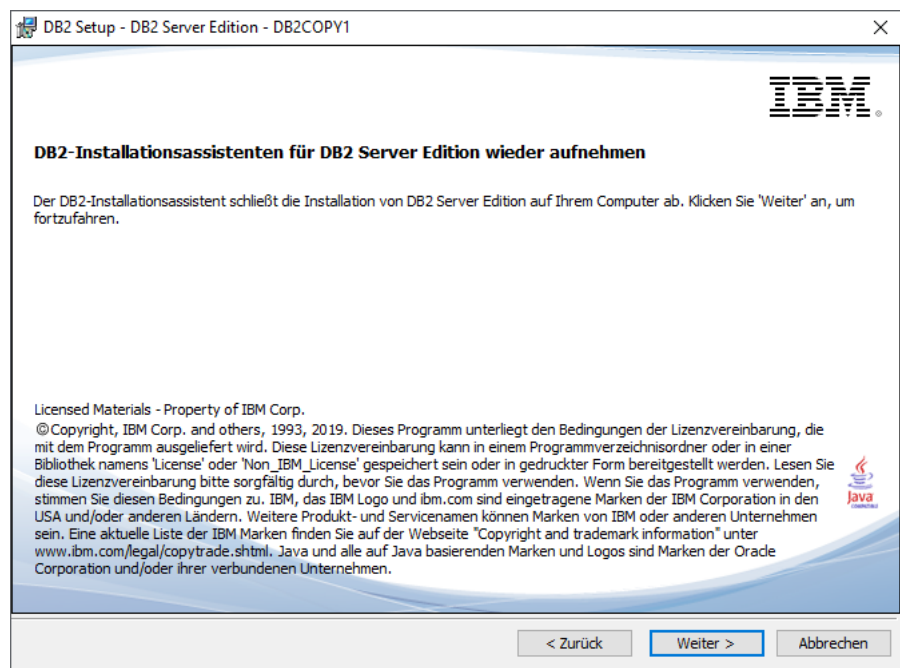 DB2 Setup - DB2 Server Edition - DB2COPY1
IBM®
DB2-Installationsassistenten für DB2 Server Edition wieder aufnehmen
Der DB2-Installationsassistent schließt die Installation von DB2 Server Edition auf Ihrem Computer ab. Klicken Sie 'Weiter' an, um
fortzufahren.
Licensed Materials - Property of IBM Corp.
©Copyright, IBM Corp. and others, 1993, 2019. Dieses Programm unterliegt den Bedingungen der Lizenzvereinbarung, die
mit dem Programm ausgeliefert wird. Diese Lizenzvereinbarung kann in einem Programmverzeichnisordner oder in einer
Bibliothek namens 'License' oder 'Non_IBM_License' gespeichert sein oder in gedruckter Form bereitgestellt werden. Lesen Sie
diese Lizenzvereinbarung bitte sorgfältig durch, bevor Sie das Programm verwenden. Wenn Sie das Programm verwenden,
stimmen Sie diesen Bedingungen zu. IBM, das IBM Logo und ibm.com sind eingetragene Marken der IBM Corporation in den
USA und/oder anderen Ländern. Weitere Produkt- und Servicenamen können Marken von IBM oder anderen Unternehmen
sein. Eine aktuelle Liste der IBM Marken finden Sie auf der Webseite "Copyright and trademark information" unter
www.ibm.com/legal/copytrade.shtml. Java und alle auf Java basierenden Marken und Logos sind Marken der Oracle
Corporation und/oder ihrer verbundenen Unternehmen.
Java
COMPATIBLE
< Zurück
Weiter >
Abbrechen